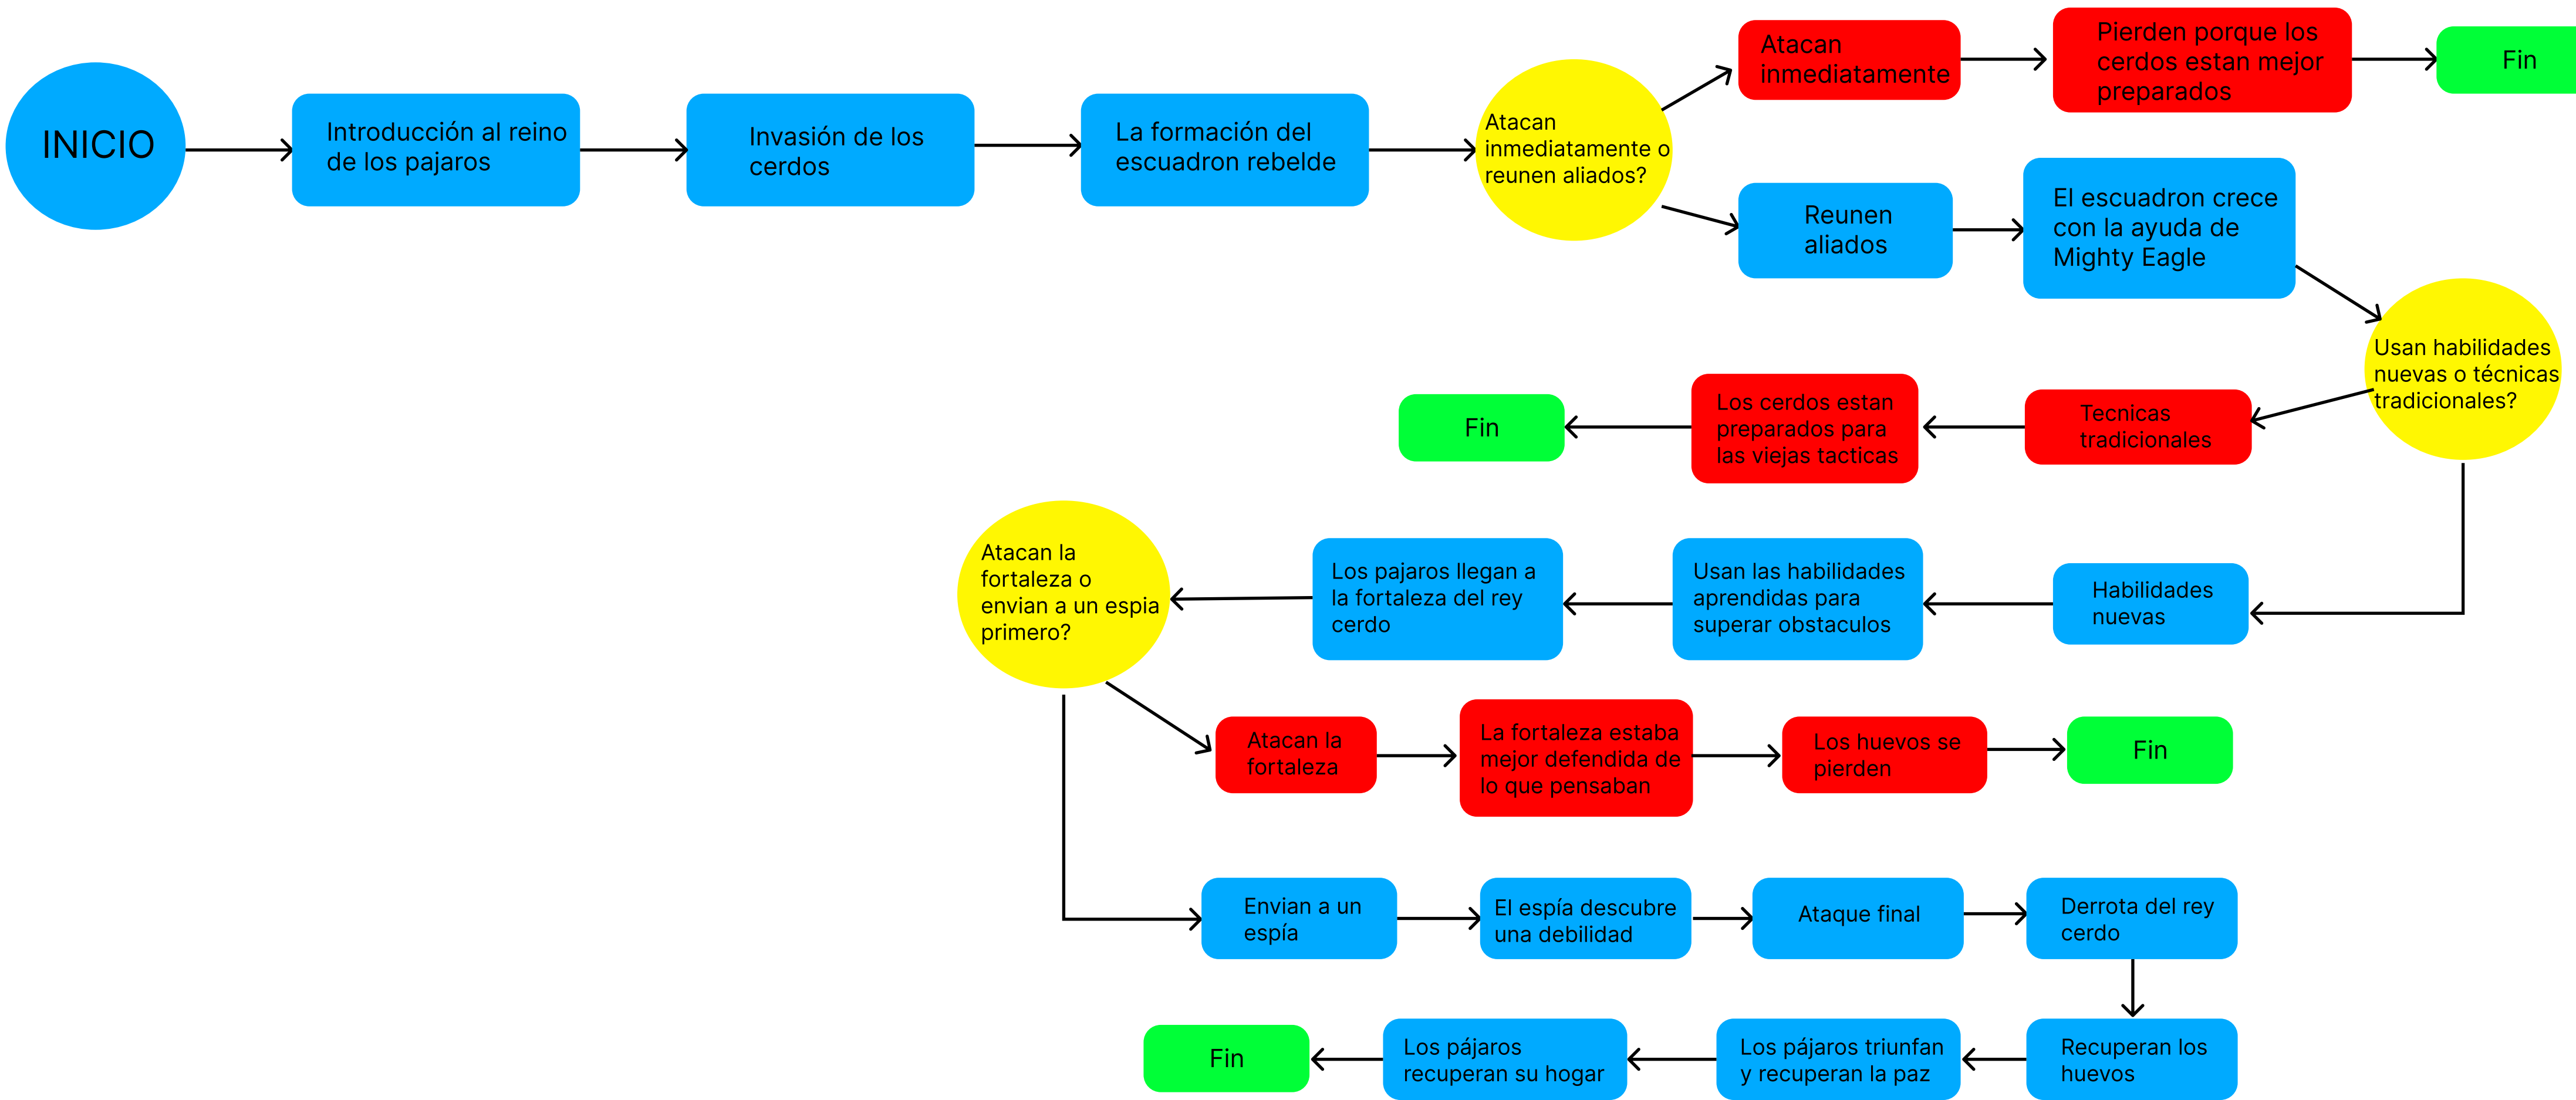 INICIO
Introducción al reino
de los pajaros
Invasión de los
cerdos
La formación del
escuadron rebelde
Atacan
inmediatamente o
reunen aliados?
Atacan
inmediatamente
Pierden porque los
cerdos estan mejor
preparados
Fin
Reunen
aliados
El escuadron crece
con la ayuda de
Mighty Eagle
Usan habilidades
nuevas o técnicas
tradicionales?
Tecnicas
tradicionales
Los cerdos estan
preparados para
las viejas tacticas
Fin
Habilidades
nuevas
Usan las habilidades
aprendidas para
superar obstaculos
Los pajaros llegan a
la fortaleza del rey
cerdo
Atacan la
fortaleza o
envian a un espia
primero?
Atacan la
fortaleza
La fortaleza estaba
mejor defendida de
lo que pensaban
Los huevos se
pierden
Fin
Envian a un
espía
El espía descubre
una debilidad
Ataque final
Derrota del rey
cerdo
Recuperan los
huevos
Los pájaros triunfan
y recuperan la paz
Los pájaros
recuperan su hogar
Fin